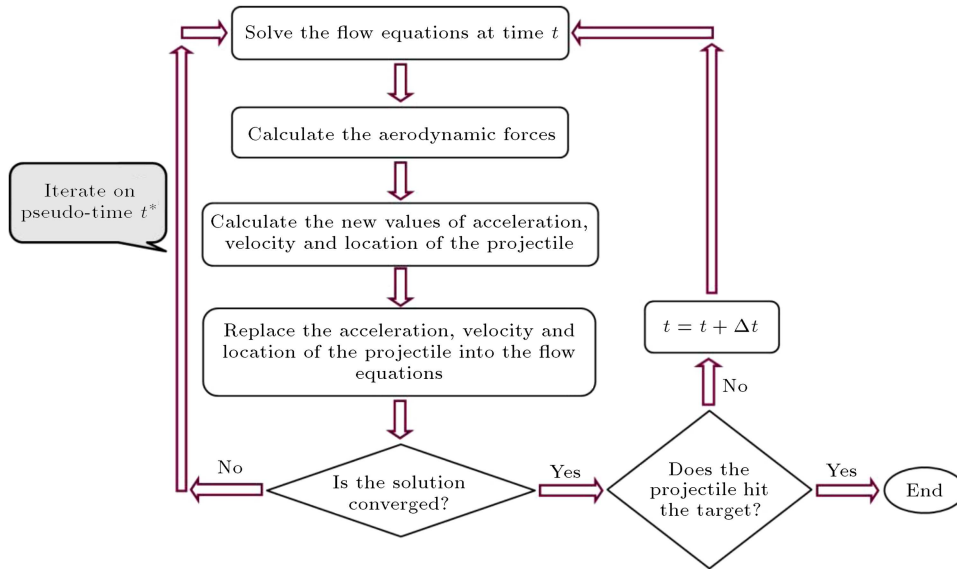 Solve the flow equations at time t
Calculate the aerodynamic forces
Iterate on
pseudo-time t*
Calculate the new values of acceleration,
velocity and location of the projectile
Replace the acceleration, velocity and
location of the projectile into the flow
equations
t = t + Δt
No
No
Is the solution
converged?
Yes
Does the
projectile hit
the target?
Yes
End